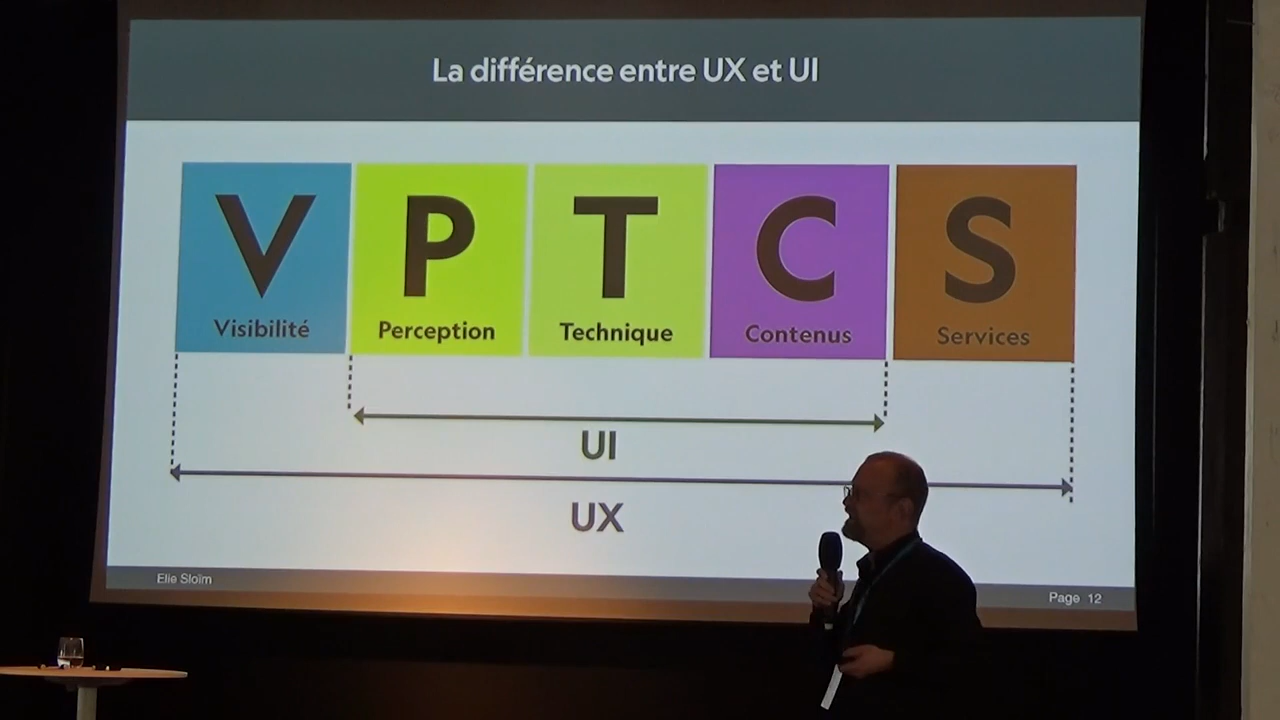 La différence entre UX et UI
V P T C S
Visibilité Perception Technique Contenus Services
UI
UX
Elie Sloïm
Page 12